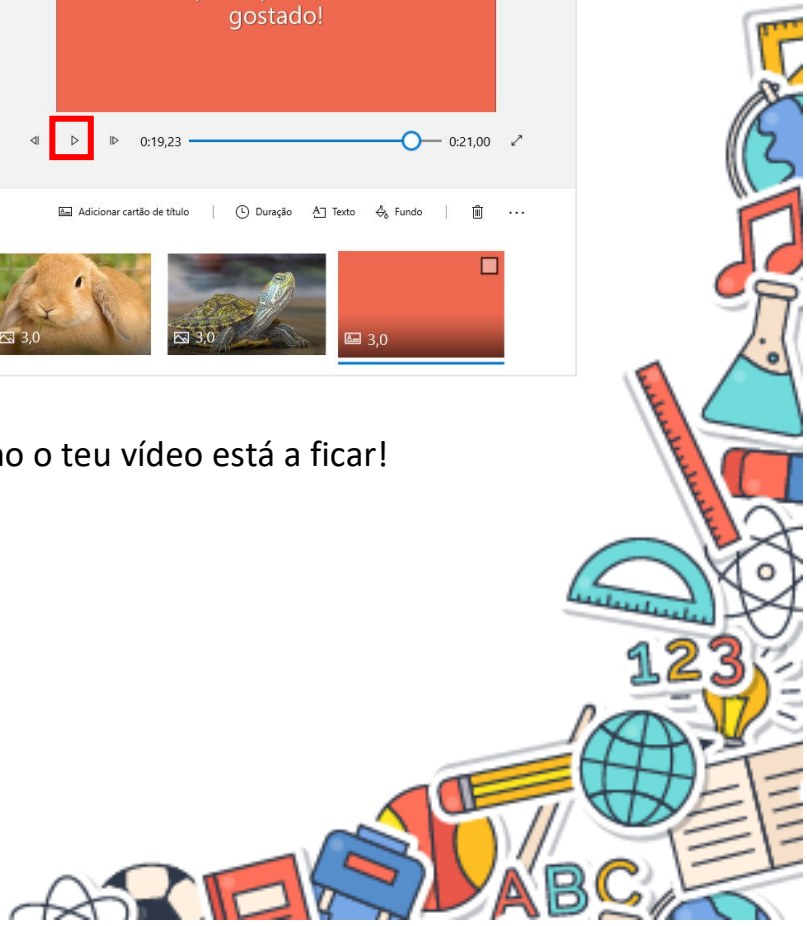 gostado!
0:19,23
0:21,00
Adicionar cartão de título | Duração Texto Fundo | ...
3,0
3,0
3,0
o teu vídeo está a ficar!
123
ABC